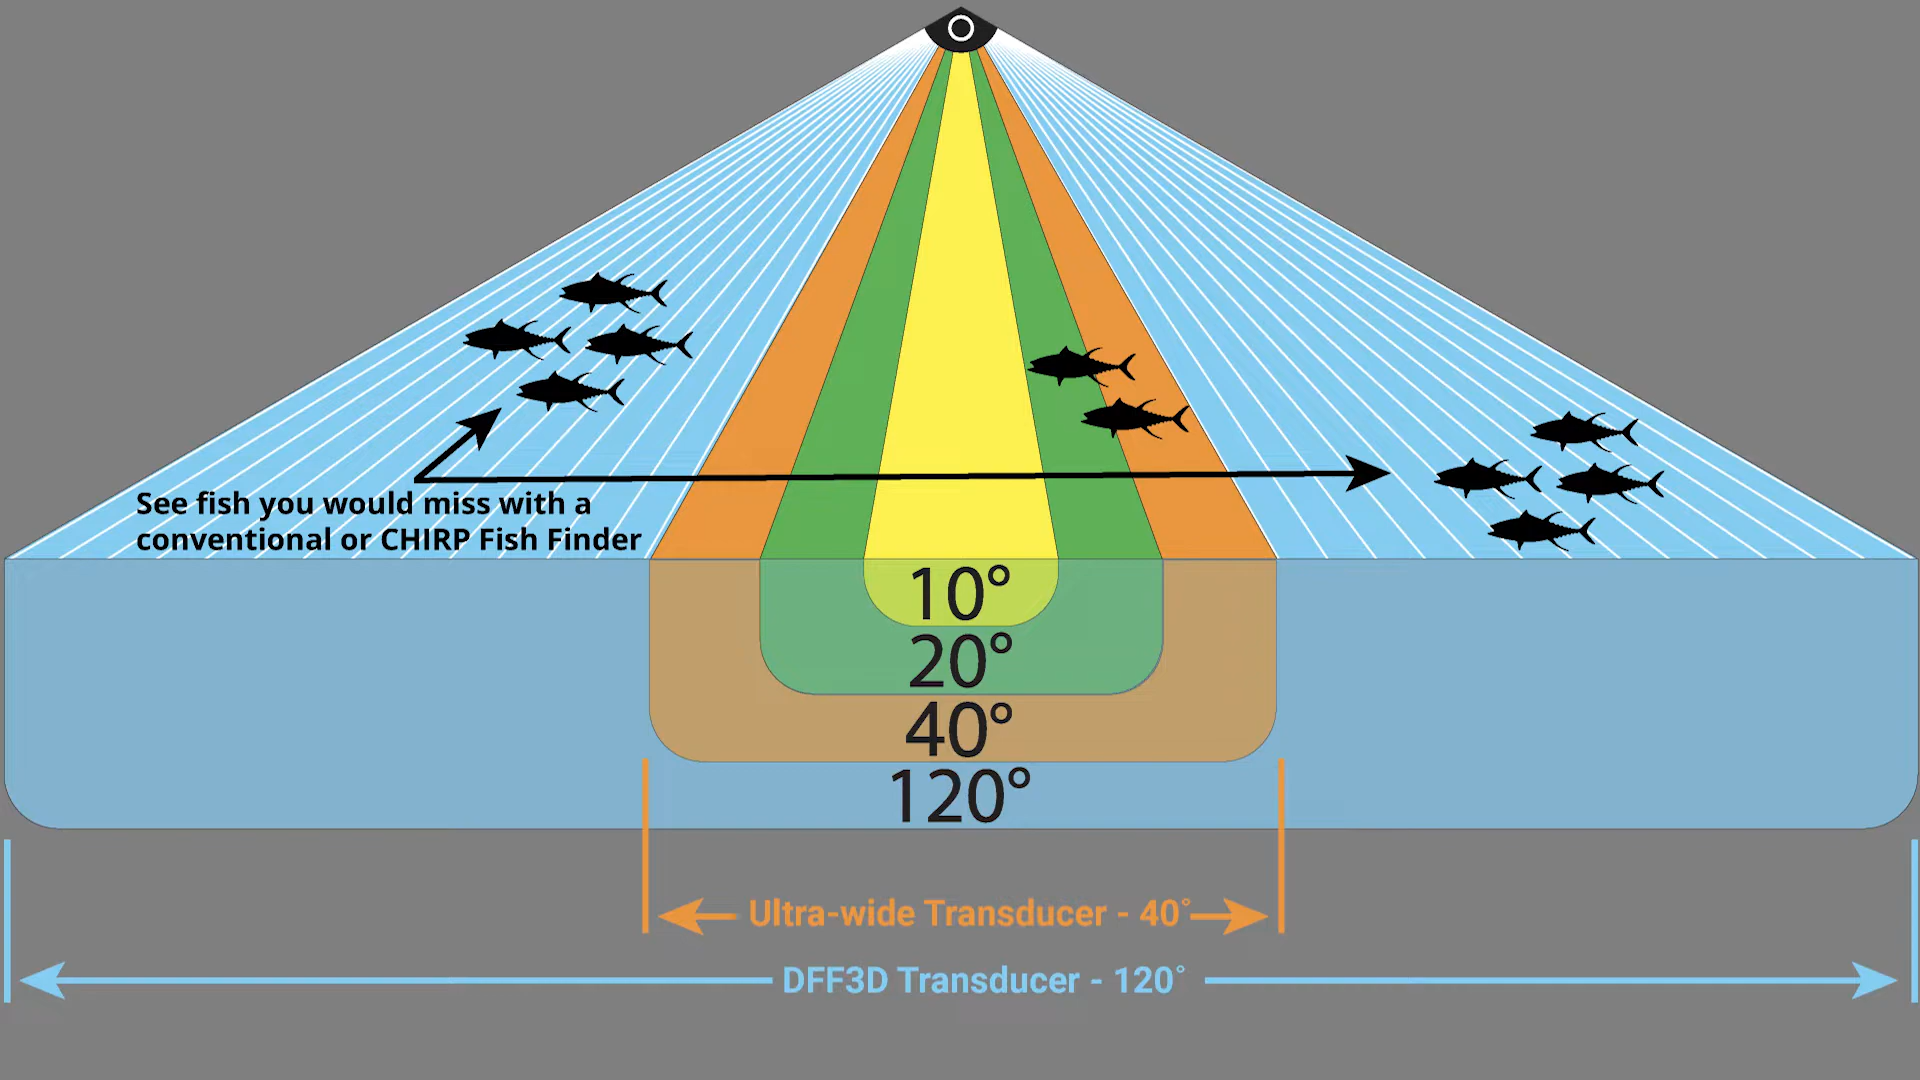 See fish you would miss with a
conventional or CHIRP Fish Finder
10°
20°
40°
120°
Ultra-wide Transducer - 40°
DFF3D Transducer - 120°